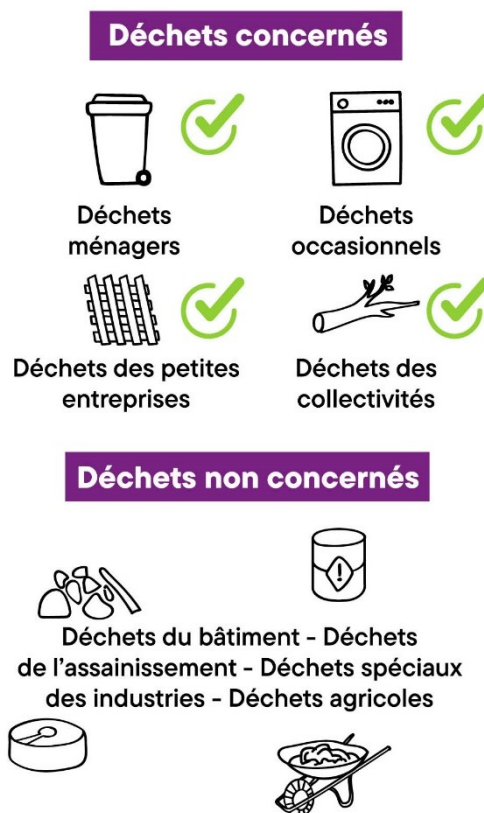 Déchets concernés
Déchets
ménagers
Déchets
occasionnels
Déchets des petites
entreprises
Déchets des
collectivités
Déchets non concernés
Déchets du bâtiment - Déchets
de l'assainissement - Déchets spéciaux
des industries - Déchets agricoles